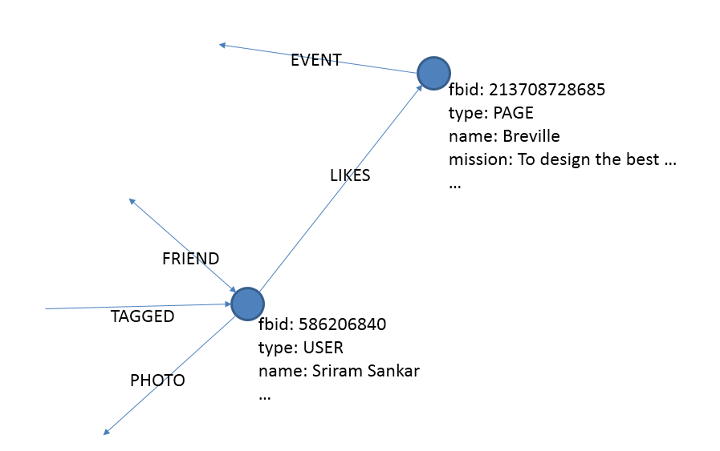 EVENT
fbid: 213708728685
type: PAGE
name: Breville
mission: To design the best ...
...
LIKES
FRIEND
TAGGED
fbid: 586206840
type: USER
name: Sriram Sankar
...
PHOTO